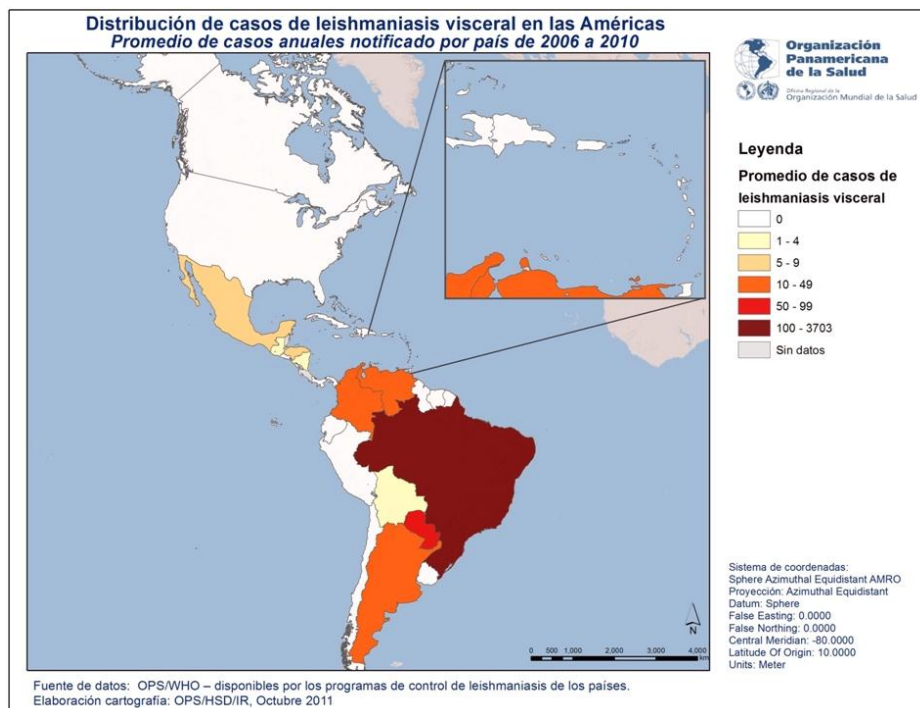 Distribución de casos de leishmaniasis visceral en las Américas
Promedio de casos anuales notificado por país de 2006 a 2010
Organización
Panamericana
de la Salud
Oficina Regional de la
Organización Mundial de la Salud
Leyenda
Promedio de casos de
leishmaniasis visceral
0
1 - 4
5 - 9
10 - 49
50 - 99
100 - 3703
Sin datos
N
0 500 1,000 2,000 3,000 4,000
km
Sistema de coordenadas:
Sphere Azimuthal Equidistant AMRO
Proyección: Azimuthal Equidistant
Datum: Sphere
False Easting: 0.0000
False Northing: 0.0000
Central Meridian: -80.0000
Latitude Of Origin: 10.0000
Units: Meter
Fuente de datos: OPS/WHO – disponibles por los programas de control de leishmaniasis de los países.
Elaboración cartografía: OPS/HSD/IR, Octubre 2011